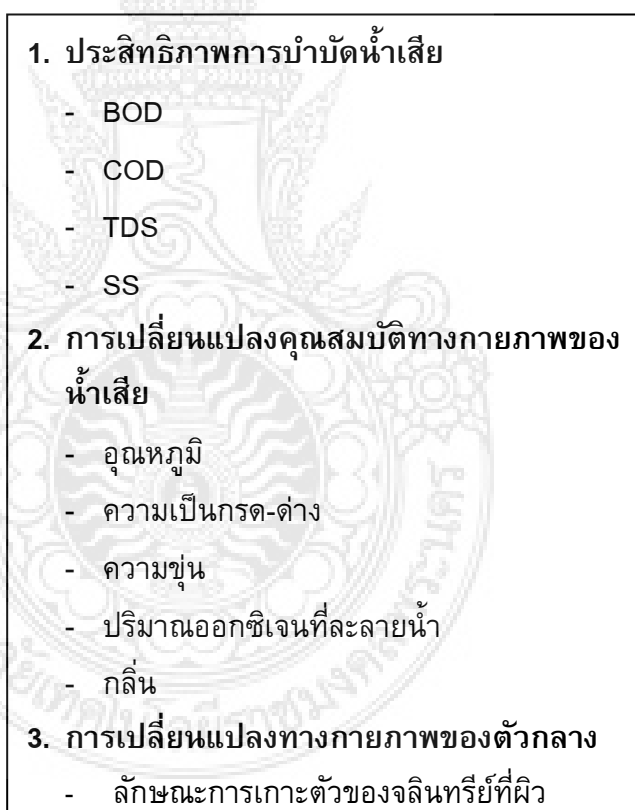 1. ประสิทธิภาพการบำบัดน้ำเสีย
- BOD
- COD
- TDS
- SS
2. การเปลี่ยนแปลงคุณสมบัติทางกายภาพของ
น้ำเสีย
- อุณหภูมิ
- ความเป็นกรด-ด่าง
- ความขุ่น
- ปริมาณออกซิเจนที่ละลายน้ำ
- กลิ่น
3. การเปลี่ยนแปลงทางกายภาพของตัวกลาง
- ลักษณะการเกาะตัวของจุลินทรีย์ที่ผิว